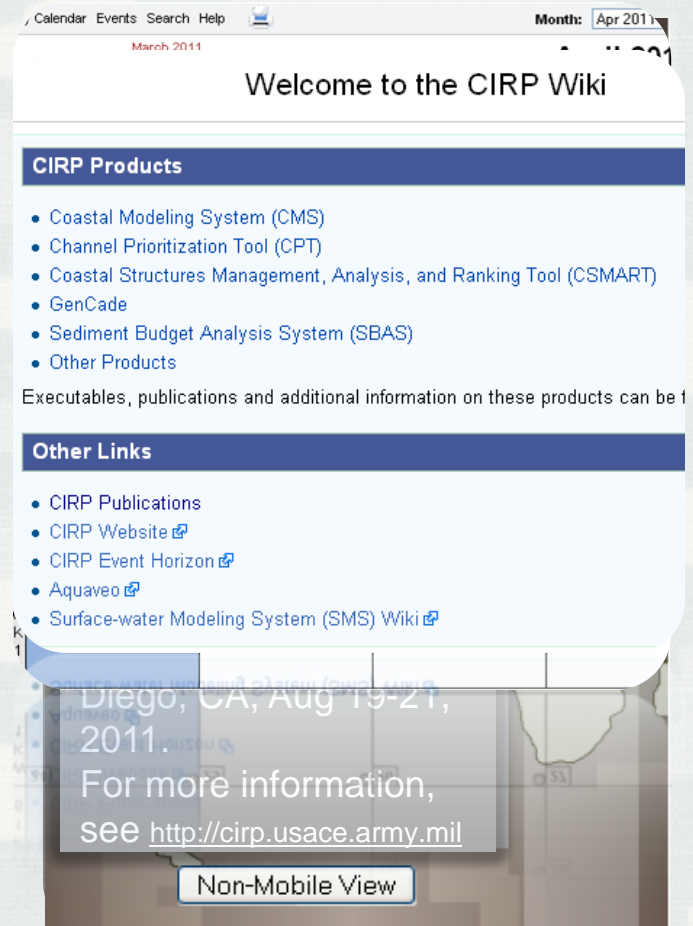 Calendar Events Search Help
Month: Apr 2011
March 2011
Welcome to the CIRP Wiki
CIRP Products
Coastal Modeling System (CMS)
Channel Prioritization Tool (CPT)
Coastal Structures Management, Analysis, and Ranking Tool (CSMART)
GenCade
Sediment Budget Analysis System (SBAS)
Other Products
Executables, publications and additional information on these products can be
Other Links
CIRP Publications
CIRP Website
CIRP Event Horizon
Aquaveo
Surface-water Modeling System (SMS) Wiki
Diego, CA, Aug 19-21,
2011.
For more information,
see http://cirp.usace.army.mil
Non-Mobile View